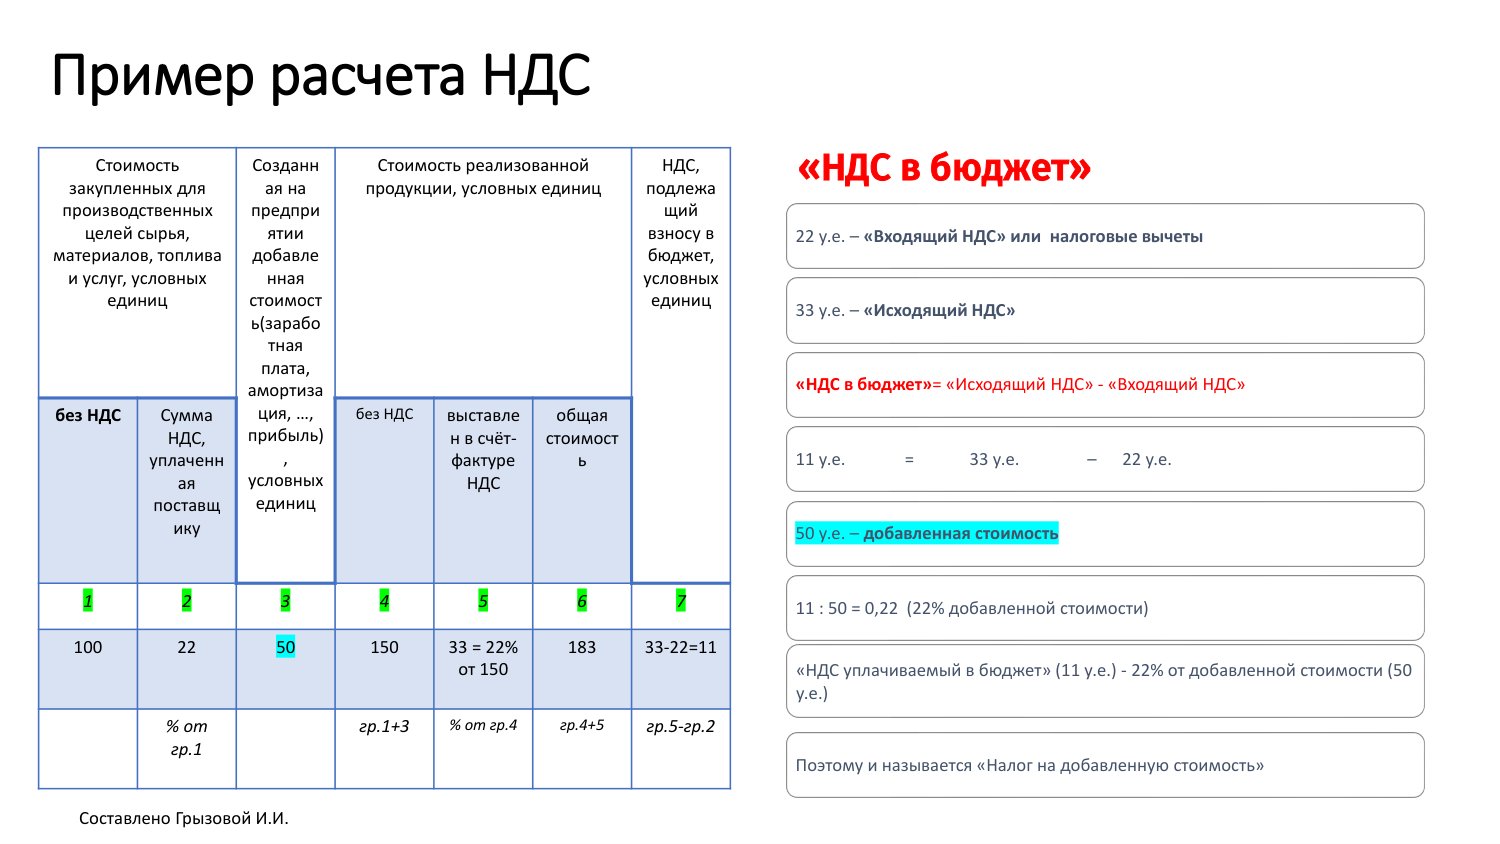 Пример расчета НДС
Стоимость
закупленных для
производственных
целей сырья,
материалов, топлива
и услуг, условных
единиц
Созданн
ая на
предпри
ятии
добавле
нная
стоимост
ь(зарабо
тная
плата,
амортиза
ция, …,
прибыль)
,
условных
единиц
Стоимость реализованной
продукции, условных единиц
НДС,
подлежа
щий
взносу в
бюджет,
условных
единиц
без НДС
Сумма
НДС,
уплаченн
ая
поставщ
ику
без НДС
выставле
н в счёт-
фактуре
НДС
общая
стоимост
ь
1 2 3 4 5 6 7
100 22 50 150 33 = 22% 183 33-22=11
от 150
% от гр.1+3 % от гр.4 гр.4+5 гр.5-гр.2
гр.1
Составлено Грызовой И.И.
«НДС в бюджет»
22 у.е. – «Входящий НДС» или налоговые вычеты
33 у.е. – «Исходящий НДС»
«НДС в бюджет»= «Исходящий НДС» - «Входящий НДС»
11 у.е. = 33 у.е. – 22 у.е.
50 у.е. – добавленная стоимость
11 : 50 = 0,22 (22% добавленной стоимости)
«НДС уплачиваемый в бюджет» (11 у.е.) - 22% от добавленной стоимости (50
у.е.)
Поэтому и называется «Налог на добавленную стоимость»